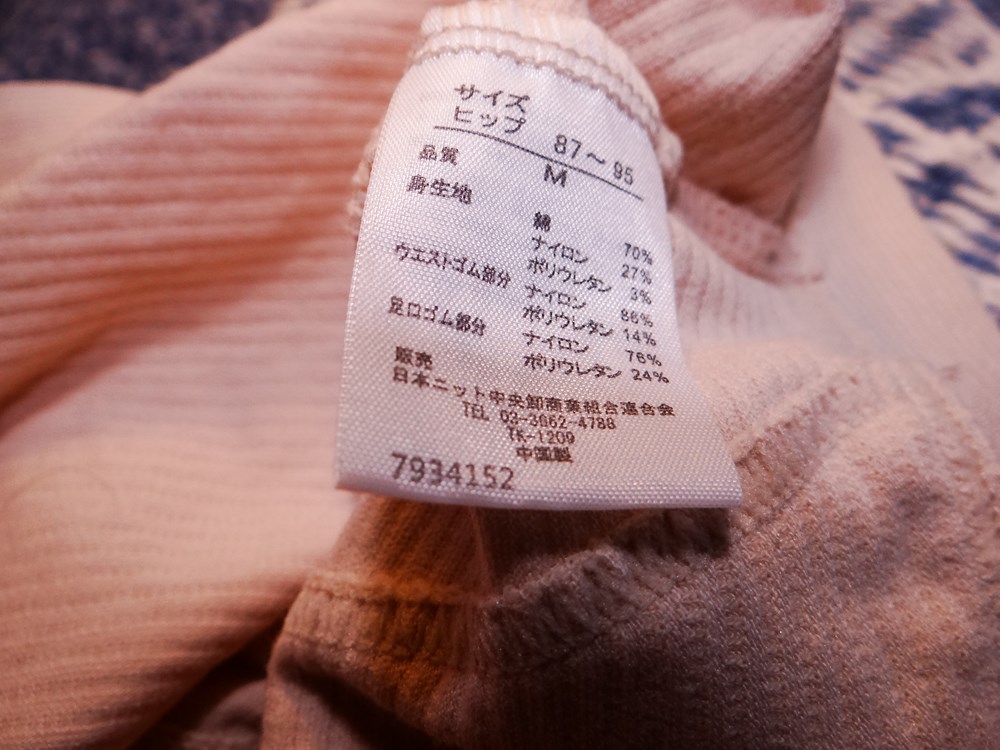 サイズ
ヒップ 87～95
M
品質
身生地 綿 70%
ナイロン 27%
ポリウレタン 3%
ウエストゴム部分 ナイロン 86%
ポリウレタン 14%
足口ゴム部分 ナイロン 76%
ポリウレタン 24%
販売
日本ニット中央卸商業組合連合会
TEL 03-3662-4788
TK-1209
中国製
7934152